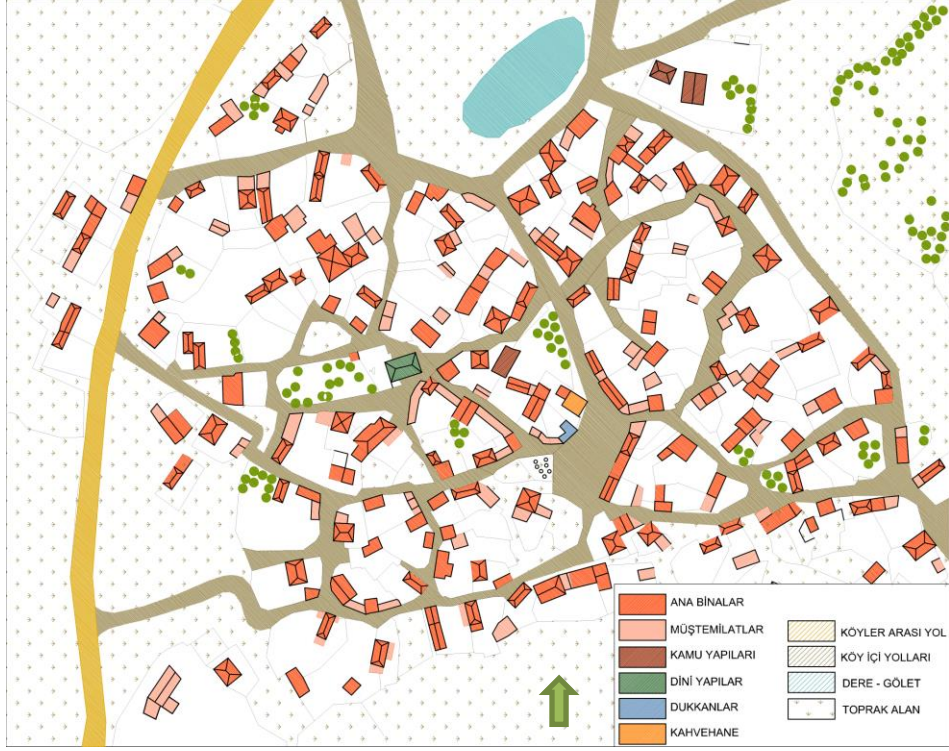 ANA BİNALAR
MÜŞTEMİLATLAR
KAMU YAPILARI
DİNİ YAPILAR
DUKKANLAR
KAHVEHANE
KÖYLER ARASI YOL
KÖY İÇİ YOLLARI
DERE - GÖLET
TOPRAK ALAN